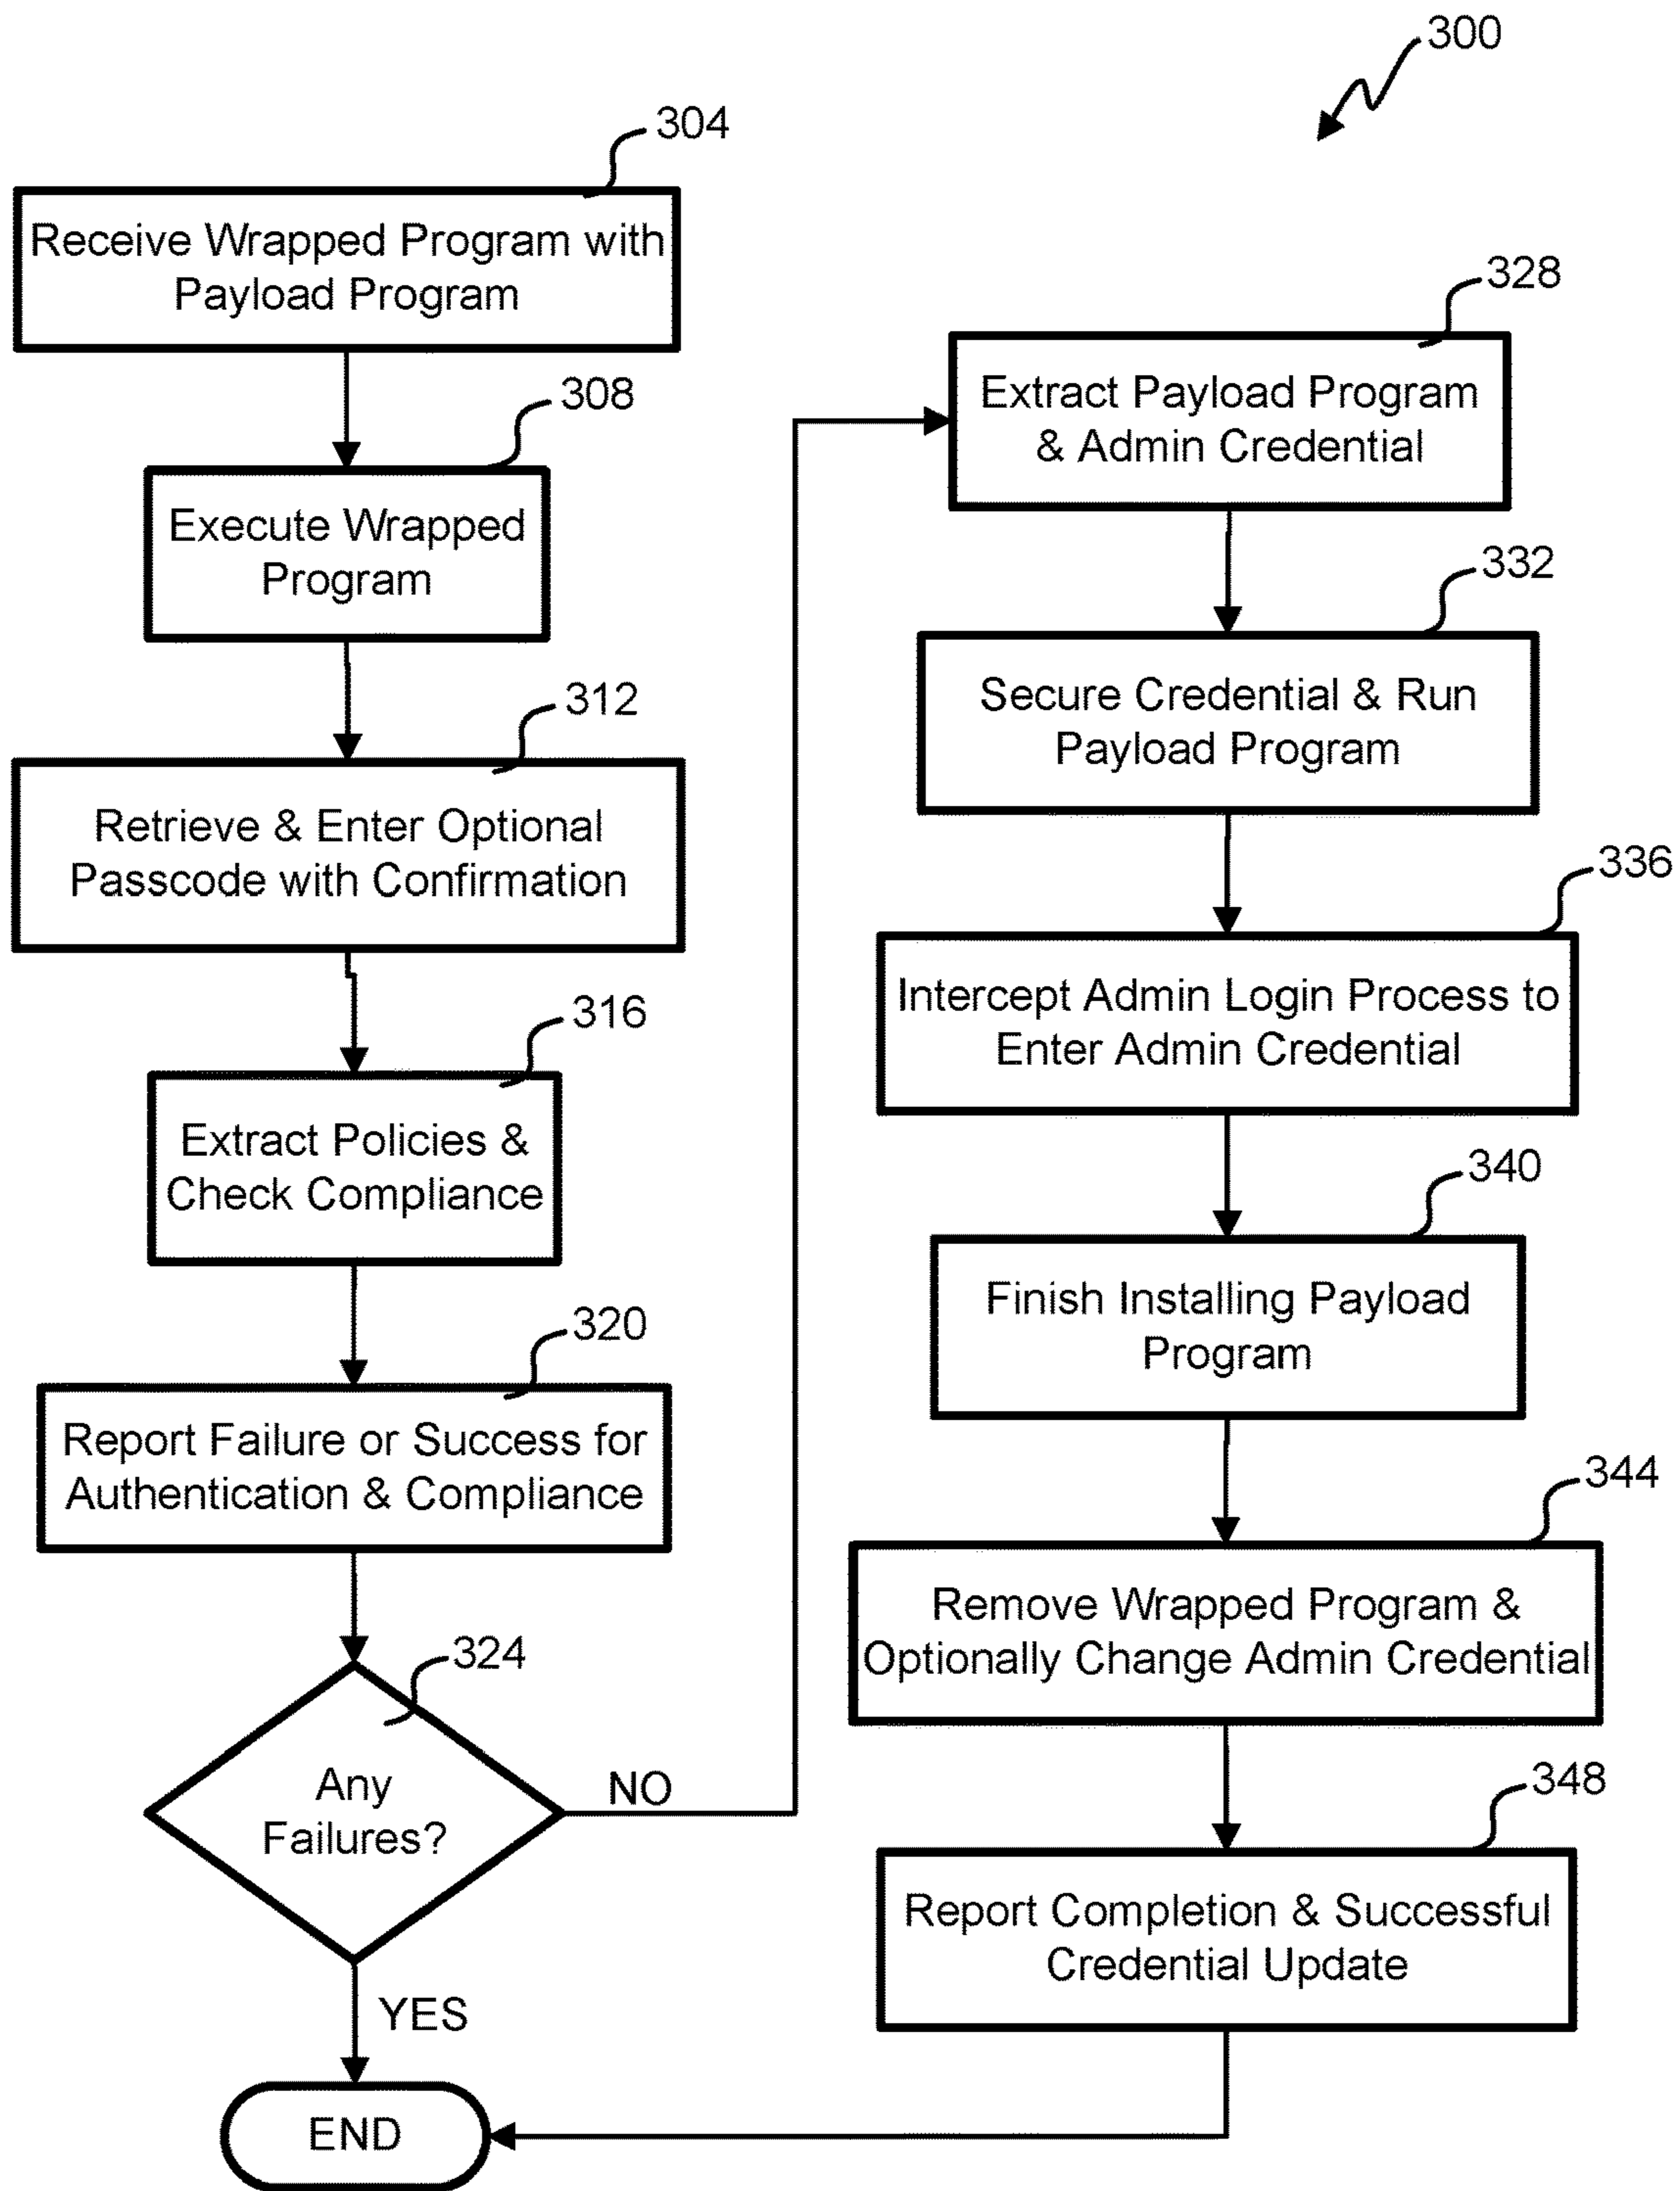 300
304
Receive Wrapped Program with
Payload Program
308
Execute Wrapped
Program
312
Retrieve & Enter Optional
Passcode with Confirmation
316
Extract Policies &
Check Compliance
320
Report Failure or Success for
Authentication & Compliance
324
Any
Failures?
NO
YES
END
328
Extract Payload Program
& Admin Credential
332
Secure Credential & Run
Payload Program
336
Intercept Admin Login Process to
Enter Admin Credential
340
Finish Installing Payload
Program
344
Remove Wrapped Program &
Optionally Change Admin Credential
348
Report Completion & Successful
Credential Update